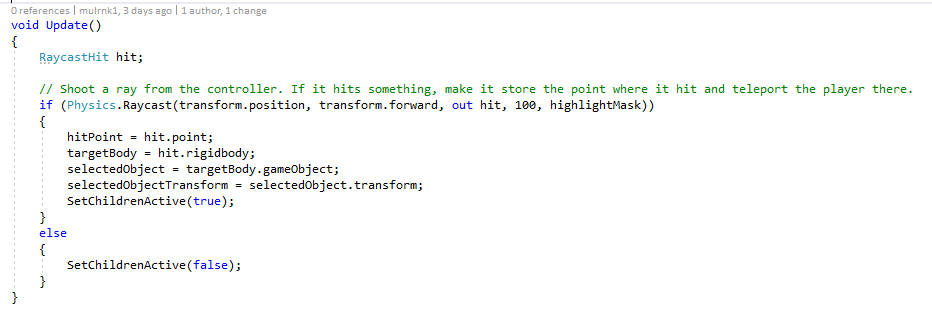 0 references | mulrnk1, 3 days ago | 1 author, 1 change
void Update()
{
RaycastHit hit;
// Shoot a ray from the controller. If it hits something, make it store the point where it hit and teleport the player there.
if (Physics.Raycast(transform.position, transform.forward, out hit, 100, highlightMask))
{
hitPoint = hit.point;
targetBody = hit.rigidbody;
selectedObject = targetBody.gameObject;
selectedObjectTransform = selectedObject.transform;
SetChildrenActive(true);
}
else
{
SetChildrenActive(false);
}
}